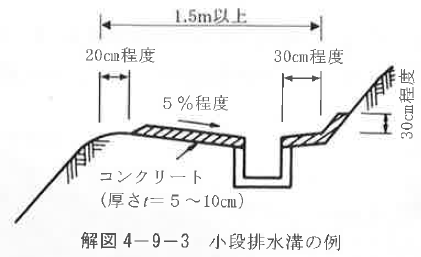 1.5m以上
20cm程度
30cm程度
5%程度
30cm程度
コンクリート
(厚さt=5〜10cm)
解図4-9-3 小段排水溝の例